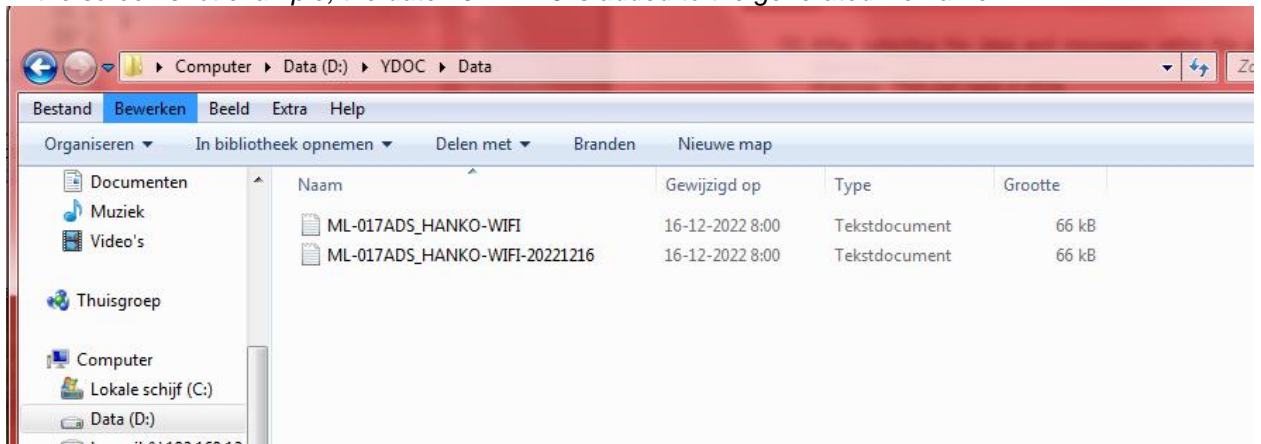 Computer Data (D:) YDOC Data
Bestand Bewerken Beeld Extra Help
Organiseren In bibliotheek opnemen Delen met Branden Nieuwe map
Documenten
Muziek
Video's
Thuisgroep
Computer
Lokale schijf (C:)
Data (D:)
Naam Gewijzigd op Type Grootte
ML-017ADS_HANKO-WIFI 16-12-2022 8:00 Tekstdocument 66 kB
ML-017ADS_HANKO-WIFI-20221216 16-12-2022 8:00 Tekstdocument 66 kB